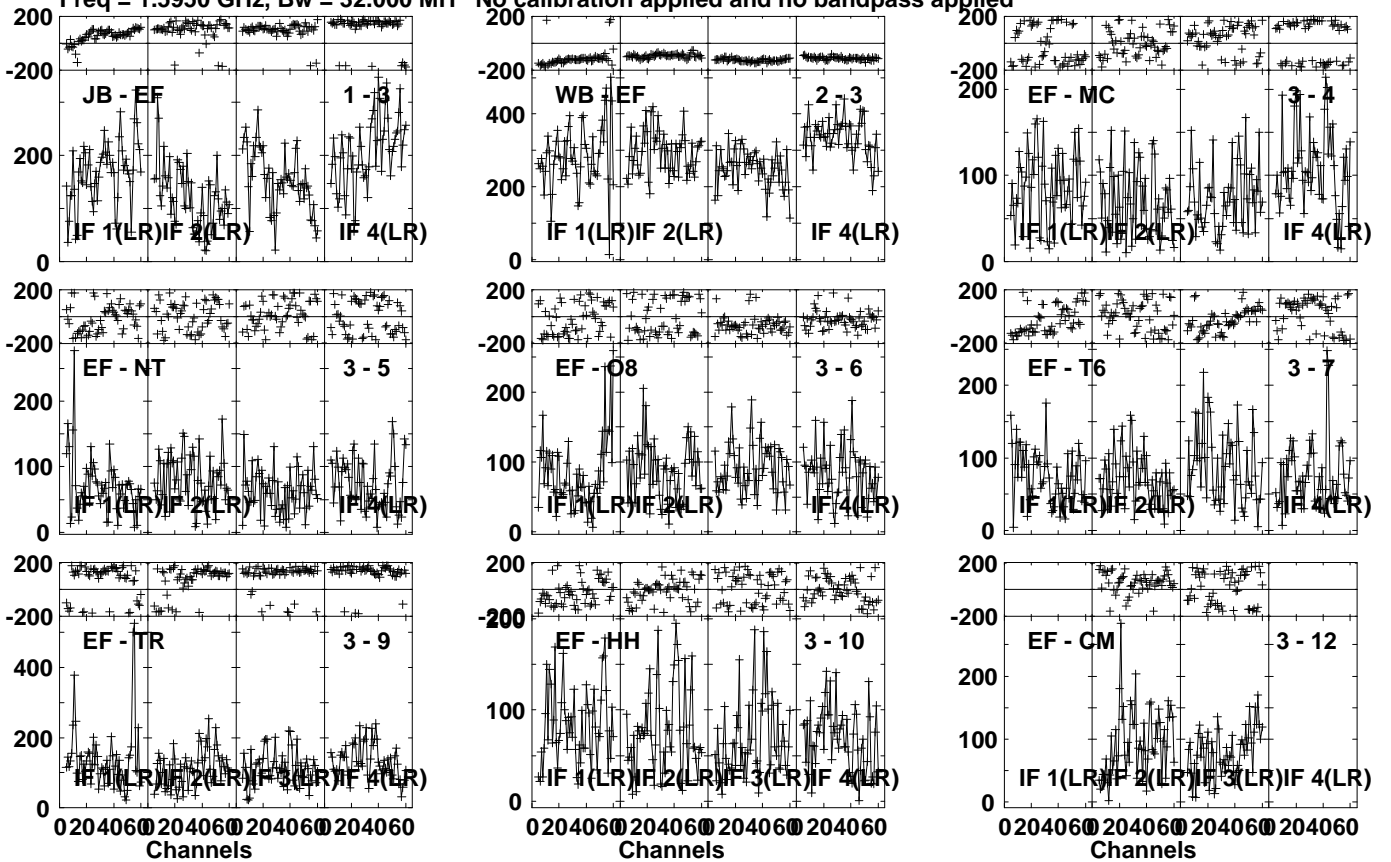 Freq = 1.5950 GHz, Bw = 32.000 MH No calibration applied and no bandpass applied
200
-200
JB - EF 1 - 3
200
0
IF 1(LR) IF 2(LR) IF 4(LR)
-200
WB - EF 2 - 3
400
200
0
IF 1(LR) IF 2(LR) IF 4(LR)
200
-200
200
EF - MC 3 - 4
100
0
IF 1(LR) IF 2(LR) IF 4(LR)
200
-200
EF - NT 3 - 5
200
100
0
IF 1(LR) IF 2(LR) IF 4(LR)
200
-200
EF - O8 3 - 6
200
100
0
IF 1(LR) IF 2(LR) IF 4(LR)
200
-200
EF - T6 3 - 7
200
100
0
IF 1(LR) IF 2(LR) IF 4(LR)
200
-200
EF - TR 3 - 9
400
200
0
IF 1(LR) IF 2(LR) IF 3(LR) IF 4(LR)
0 20 40 60 0 20 40 60 0 20 40 60 0 20 40 60
Channels
200
-200
200
EF - HH 3 - 10
100
0
IF 1(LR) IF 2(LR) IF 3(LR) IF 4(LR)
0 20 40 60 0 20 40 60 0 20 40 60 0 20 40 60
Channels
200
-200
EF - CM 3 - 12
200
100
0
IF 1(LR) IF 2(LR) IF 3(LR) IF 4(LR)
0 20 40 60 0 20 40 60 0 20 40 60 0 20 40 60
Channels